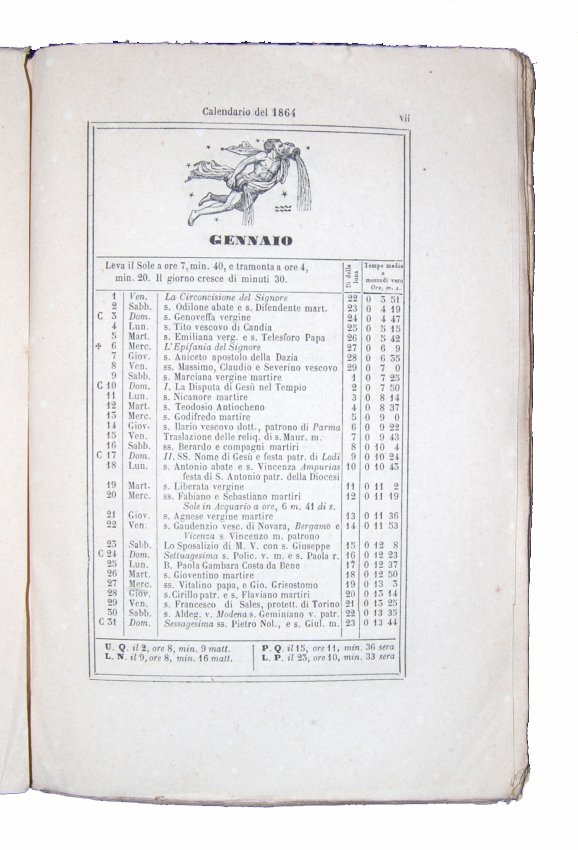 Calendario del 1864
vii
GENNAIO
Leva il Sole a ore 7, min. 40, e tramonta a ore 4,
min. 20. Il giorno cresce di minuti 30.
della luna
Tempo medio
a
mezzodì vero
Ore, m. s.
1 Ven. La Circoncisione del Signore 22 0 3 51
2 Sabb. s. Odilone abate e s. Difendente mart. 23 0 4 19
C 3 Dom. s. Genoveffa vergine 24 0 4 47
4 Lun. s. Tito vescovo di Candia 25 0 5 15
5 Mart. s. Emiliana verg. e s. Telesforo Papa 26 0 5 42
✢ 6 Merc. L'Epifania del Signore 27 0 6 9
7 Giov. s. Aniceto apostolo della Dazia 28 0 6 35
8 Ven. ss. Massimo, Claudio e Severino vescovo 29 0 7 0
9 Sabb. s. Marciana vergine martire 1 0 7 25
C 10 Dom. I. La Disputa di Gesù nel Tempio 2 0 7 50
11 Lun. s. Nicanore martire 3 0 8 14
12 Mart. s. Teodosio Antiocheno 4 0 8 37
13 Merc. s. Godifredo martire 5 0 9 0
14 Giov. s. Ilario vescovo dott., patrono di Parma 6 0 9 22
15 Ven. Traslazione delle reliq. di s. Maur. m. 7 0 9 43
16 Sabb. ss. Berardo e compagni martiri 8 0 10 4
C 17 Dom. II. SS. Nome di Gesù e festa patr. di Lodi 9 0 10 24
18 Lun. s. Antonio abate e s. Vincenza Ampurias 10 0 10 43
festa di S. Antonio patr. della Diocesi
19 Mart. s. Liberata vergine 11 0 11 2
20 Merc. ss. Fabiano e Sebastiano martiri 12 0 11 19
Sole in Acquario a ore, 6 m. 41 di s.
21 Giov. s. Agnese vergine martire 13 0 11 36
22 Ven. s. Gaudenzio vesc. di Novara, Bergamo e 14 0 11 53
Vicenza s Vincenzo m. patrono
23 Sabb. Lo Sposalizio di M. V. con s. Giuseppe 15 0 12 8
C 24 Dom. Settuagesima s. Polic. v. m. e s. Paola r. 16 0 12 23
25 Lun. B. Paola Gambara Costa da Bene 17 0 12 37
26 Mart. s. Gioventino martire 18 0 12 50
27 Merc. ss. Vitalino papa, e Gio. Grisostomo 19 0 13 3
28 Giov. s. Cirillo patr. e s. Flaviano martiri 20 0 13 14
29 Ven. s. Francesco di Sales, protett. di Torino 21 0 13 25
30 Sabb. s. Aldeg. v. Modena s. Geminiano v. patr. 22 0 13 35
C 31 Dom. Sessagesima ss. Pietro Nol., e s. Giul. m. 23 0 13 44
U. Q. il 2, ore 8, min. 9 matt.
L. N. il 9, ore 8, min. 16 matt.
P. Q. il 15, ore 11, min. 36 sera
L. P. il 23, ore 10, min. 33 sera